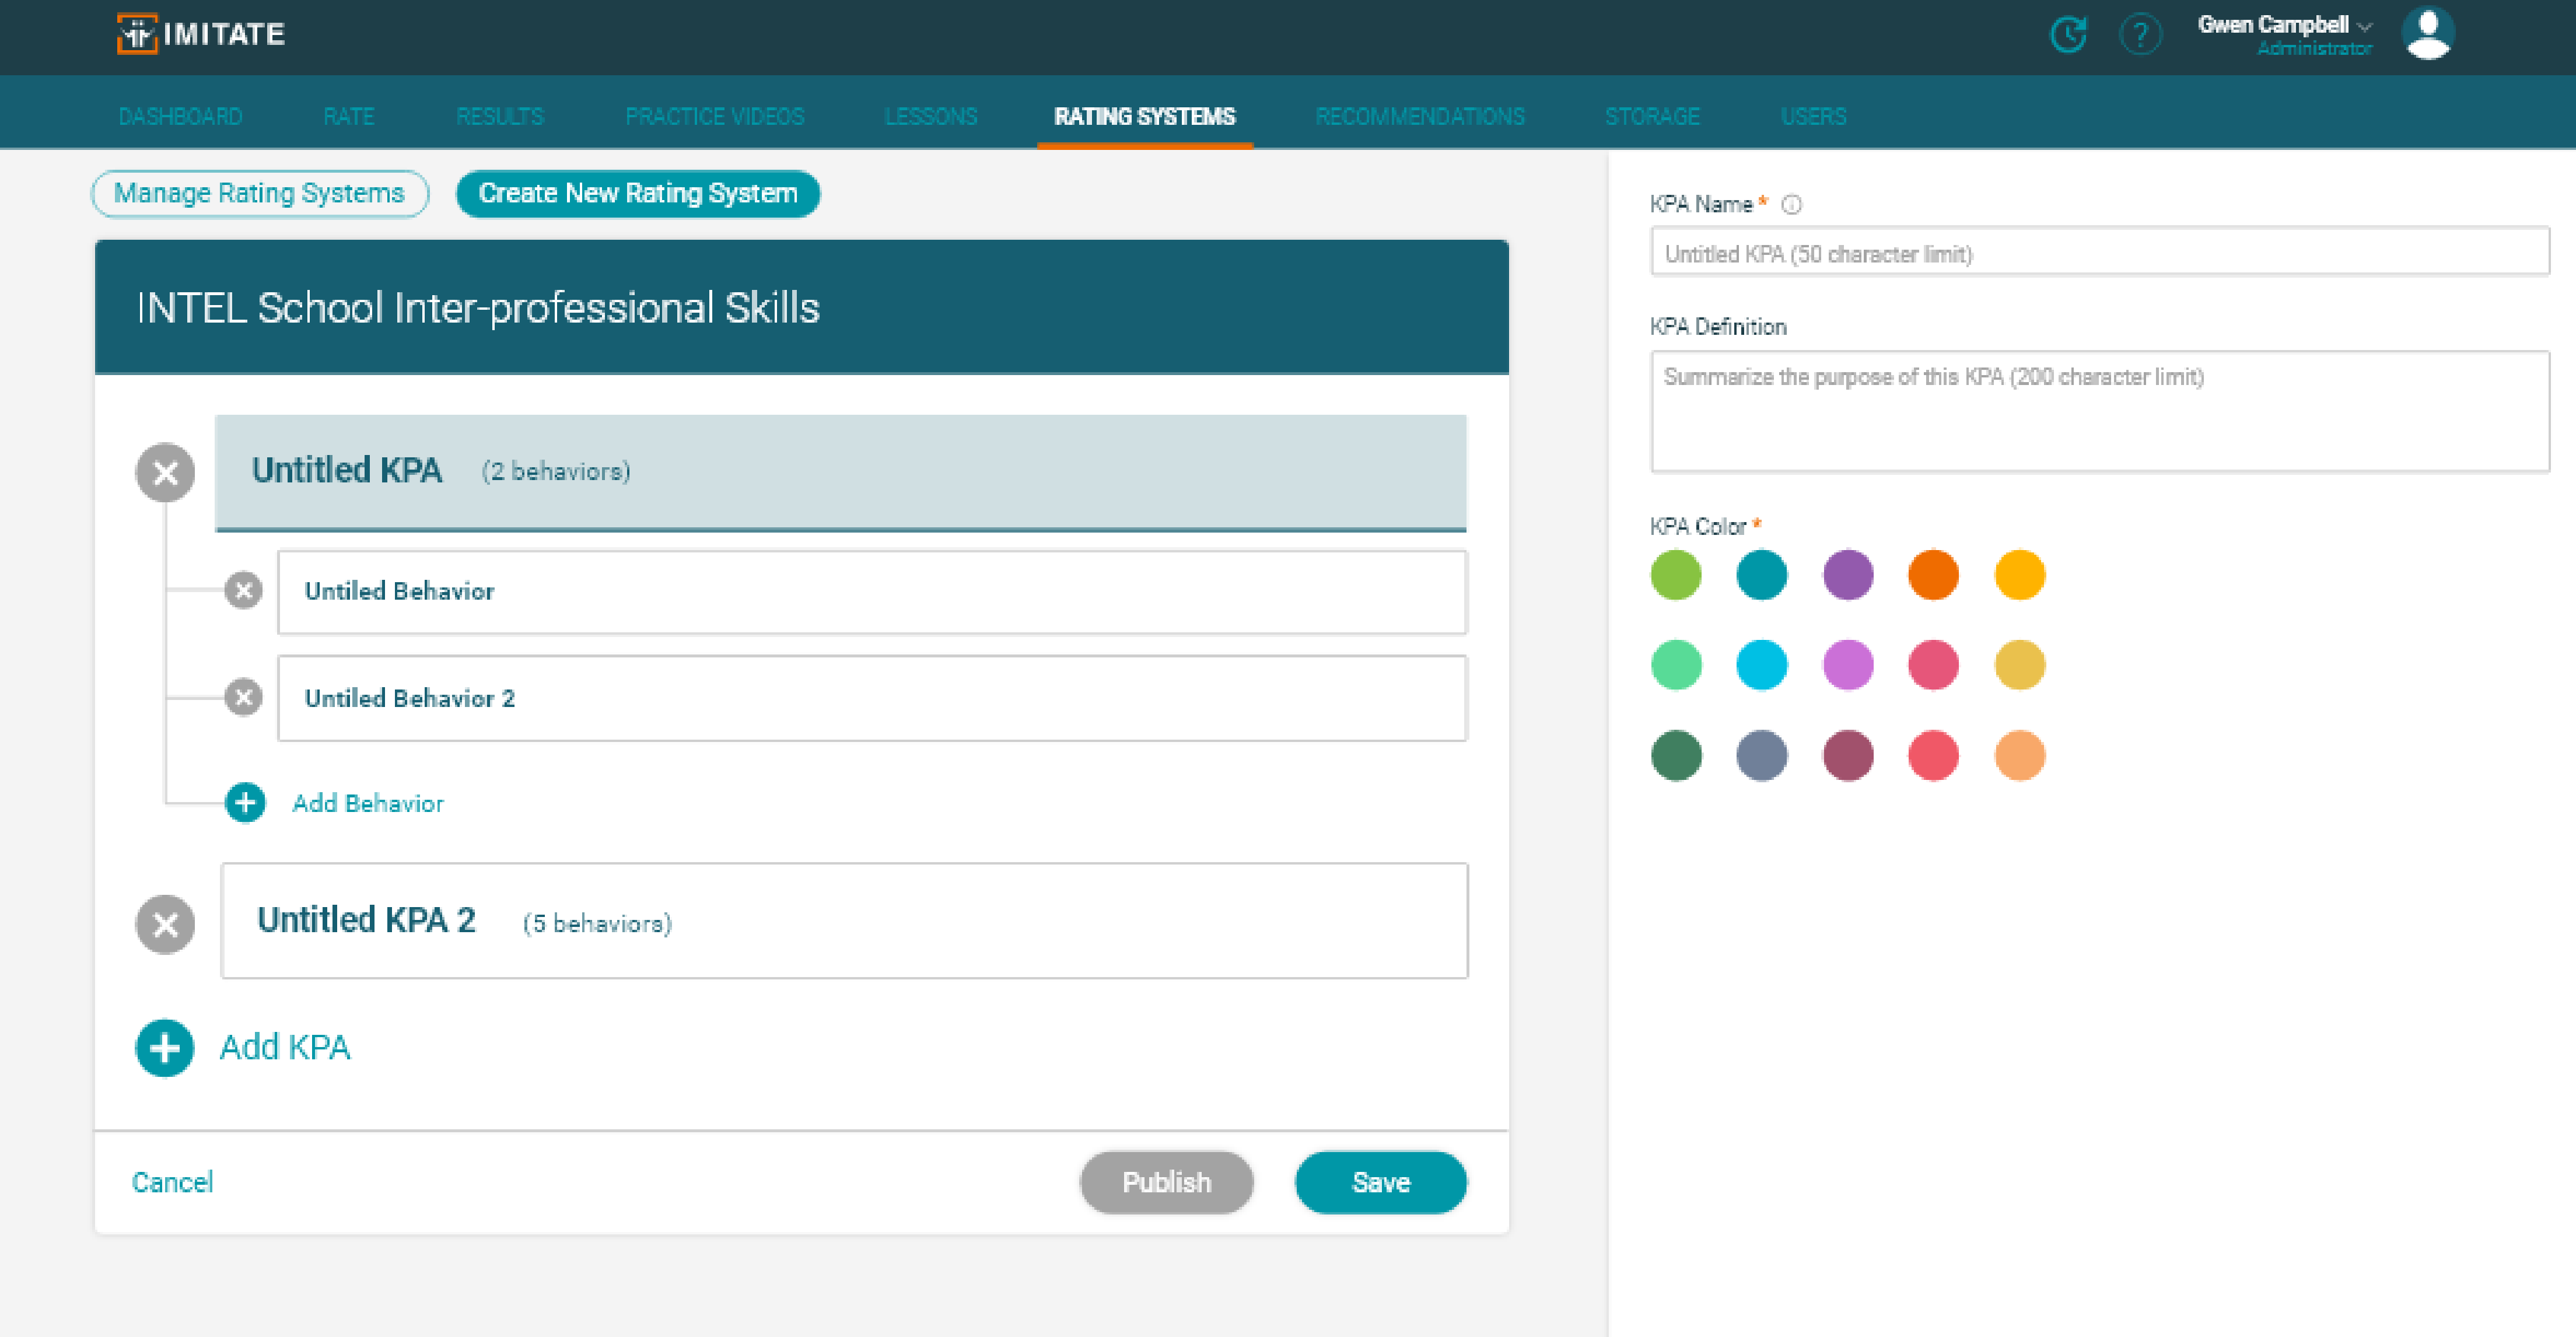 IMITATE
Gwen Campbell
Administrator
DASHBOARD RATE RESULTS PRACTICE VIDEOS LESSONS RATING SYSTEMS RECOMMENDATIONS STORAGE USERS
Manage Rating Systems Create New Rating System
INTEL School Inter-professional Skills
Untitled KPA (2 behaviors)
Untiled Behavior
Untiled Behavior 2
Add Behavior
Untitled KPA 2 (5 behaviors)
Add KPA
Cancel Publish Save
KPA Name *
Untitled KPA (50 character limit)
KPA Definition
Summarize the purpose of this KPA (200 character limit)
KPA Color *